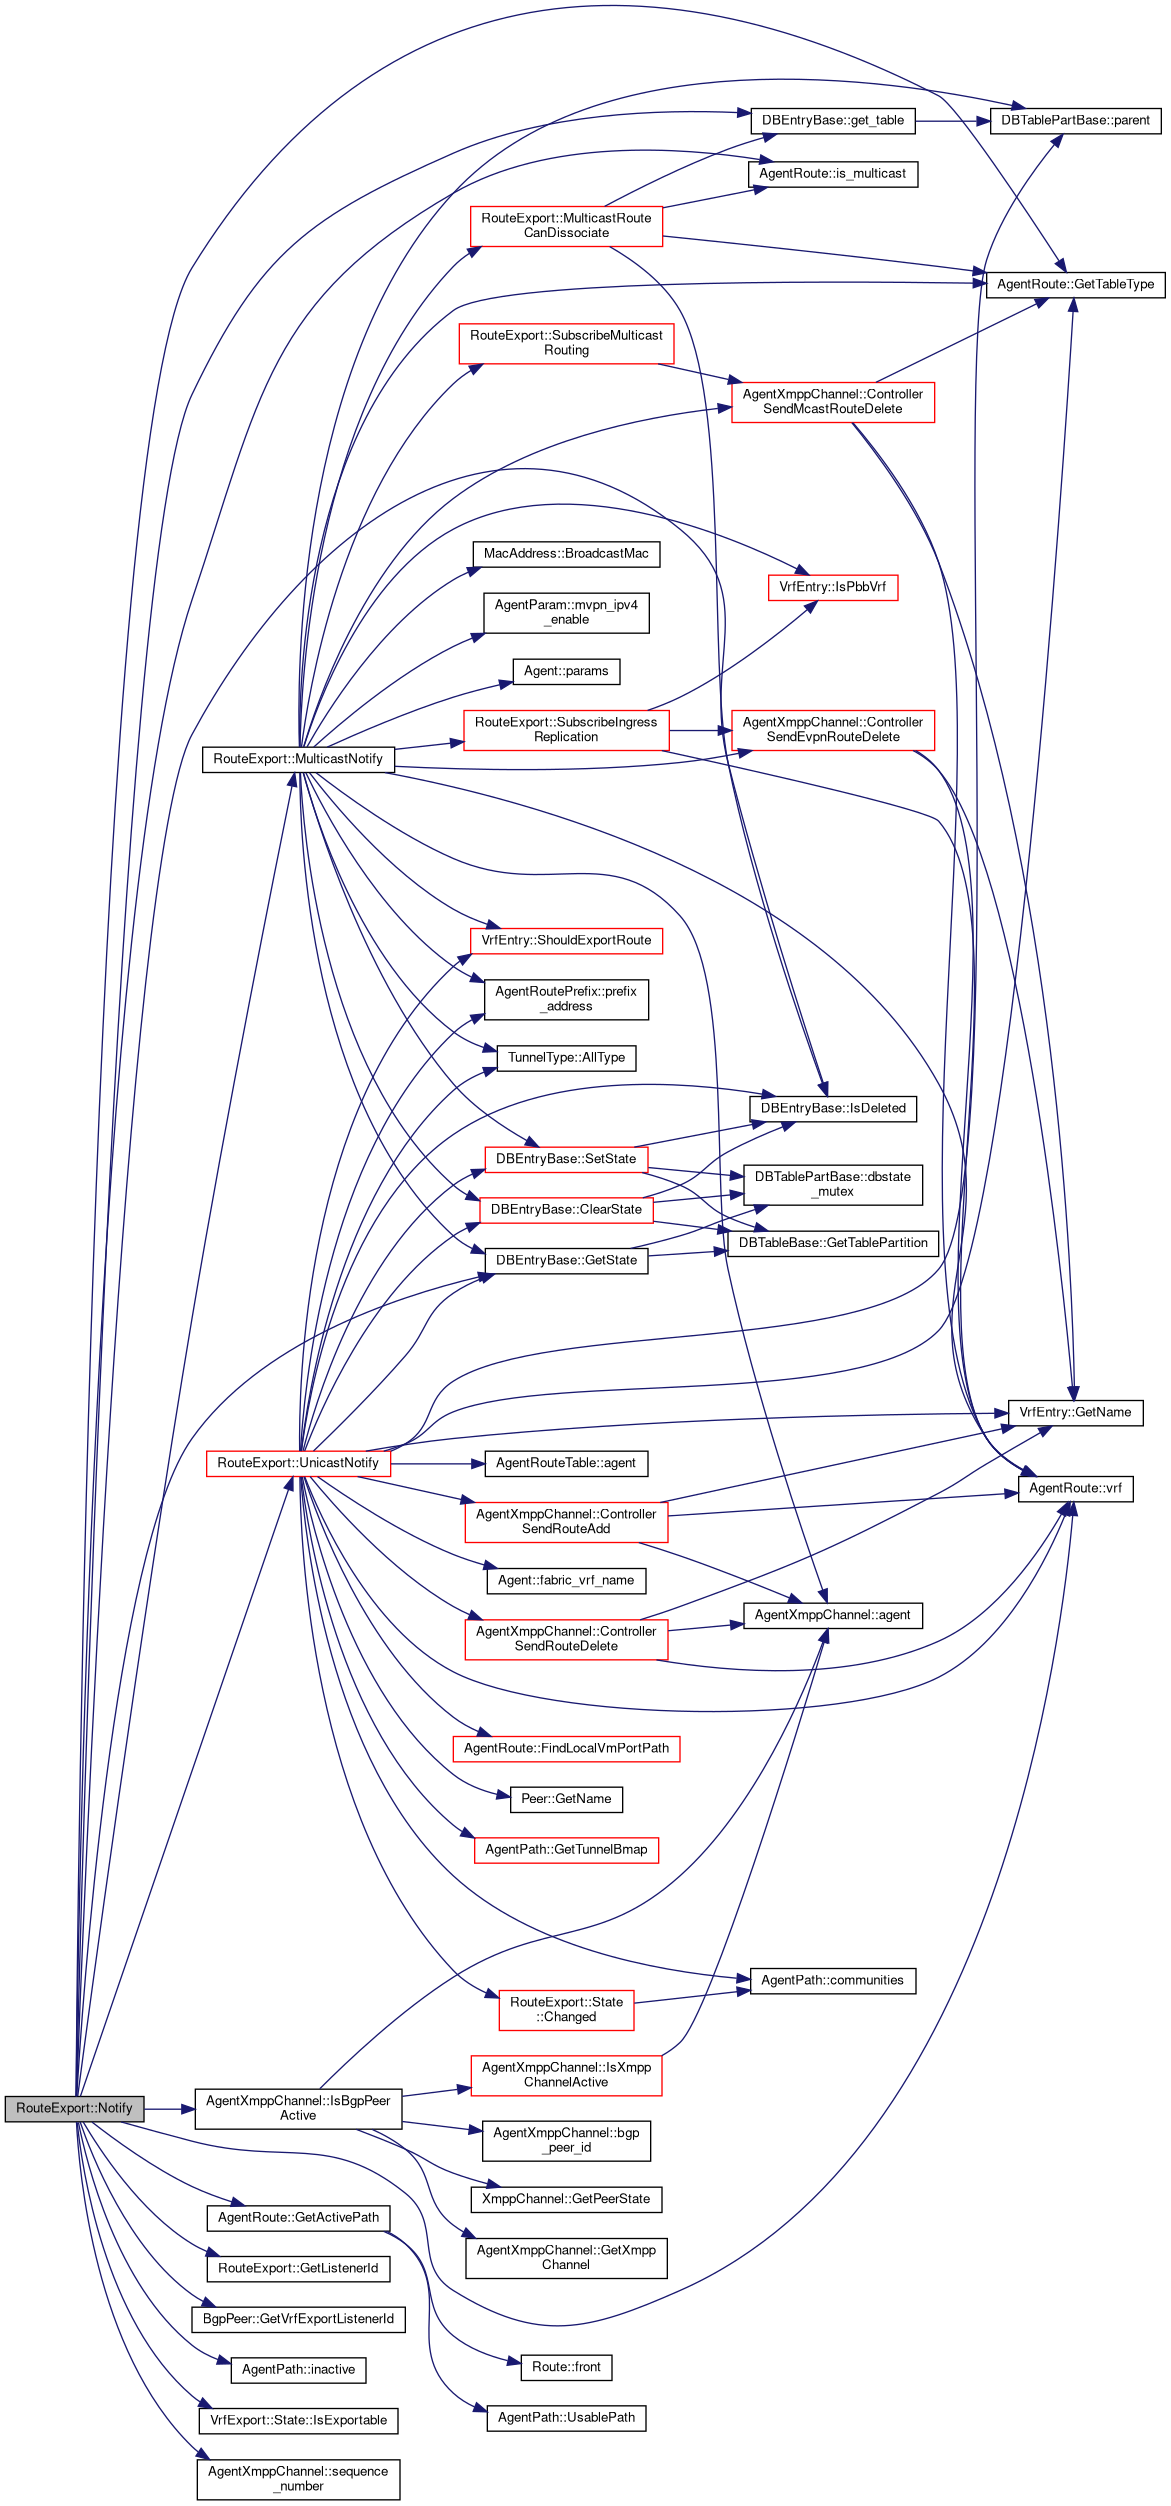 DBEntryBase::get_table
DBTablePartBase::parent
AgentRoute::is_multicast
RouteExport::MulticastRoute
CanDissociate
AgentRoute::GetTableType
RouteExport::SubscribeMulticast
Routing
AgentXmppChannel::Controller
SendMcastRouteDelete
MacAddress::BroadcastMac
VrfEntry::IsPbbVrf
AgentParam::mvpn_ipv4
_enable
Agent::params
RouteExport::SubscribeIngress
Replication
AgentXmppChannel::Controller
SendEvpnRouteDelete
RouteExport::MulticastNotify
VrfEntry::ShouldExportRoute
AgentRoutePrefix::prefix
_address
TunnelType::AllType
DBEntryBase::IsDeleted
DBEntryBase::SetState
DBTablePartBase::dbstate
_mutex
DBEntryBase::ClearState
DBTableBase::GetTablePartition
DBEntryBase::GetState
VrfEntry::GetName
RouteExport::UnicastNotify
AgentRouteTable::agent
AgentRoute::vrf
AgentXmppChannel::Controller
SendRouteAdd
Agent::fabric_vrf_name
AgentXmppChannel::agent
AgentXmppChannel::Controller
SendRouteDelete
AgentRoute::FindLocalVmPortPath
Peer::GetName
AgentPath::GetTunnelBmap
AgentPath::communities
RouteExport::State
::Changed
AgentXmppChannel::IsXmpp
ChannelActive
RouteExport::Notify
AgentXmppChannel::IsBgpPeer
Active
AgentXmppChannel::bgp
_peer_id
XmppChannel::GetPeerState
AgentRoute::GetActivePath
AgentXmppChannel::GetXmpp
Channel
RouteExport::GetListenerId
BgpPeer::GetVrfExportListenerId
AgentPath::inactive
Route::front
VrfExport::State::IsExportable
AgentPath::UsablePath
AgentXmppChannel::sequence
_number